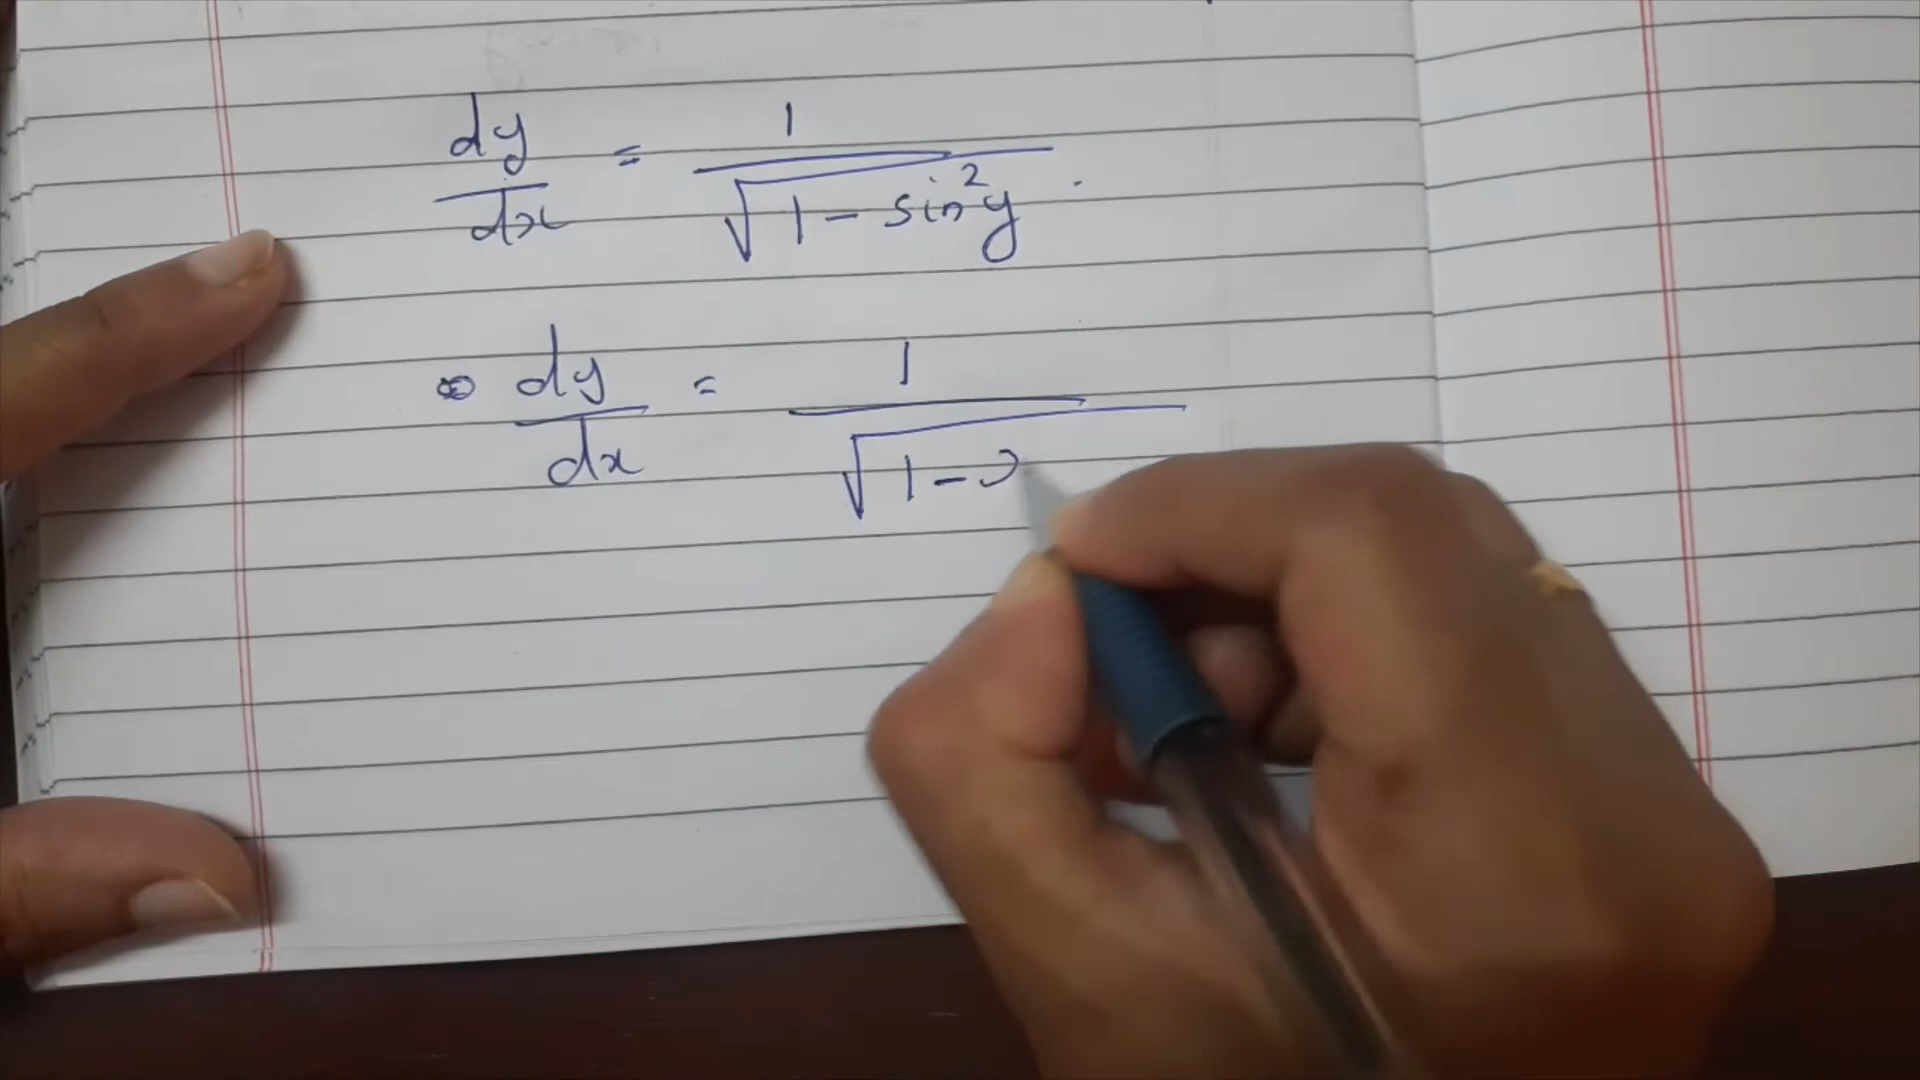 dy/dx = 1/√(1 - sin²y).
dy/dx = 1/√(1 -